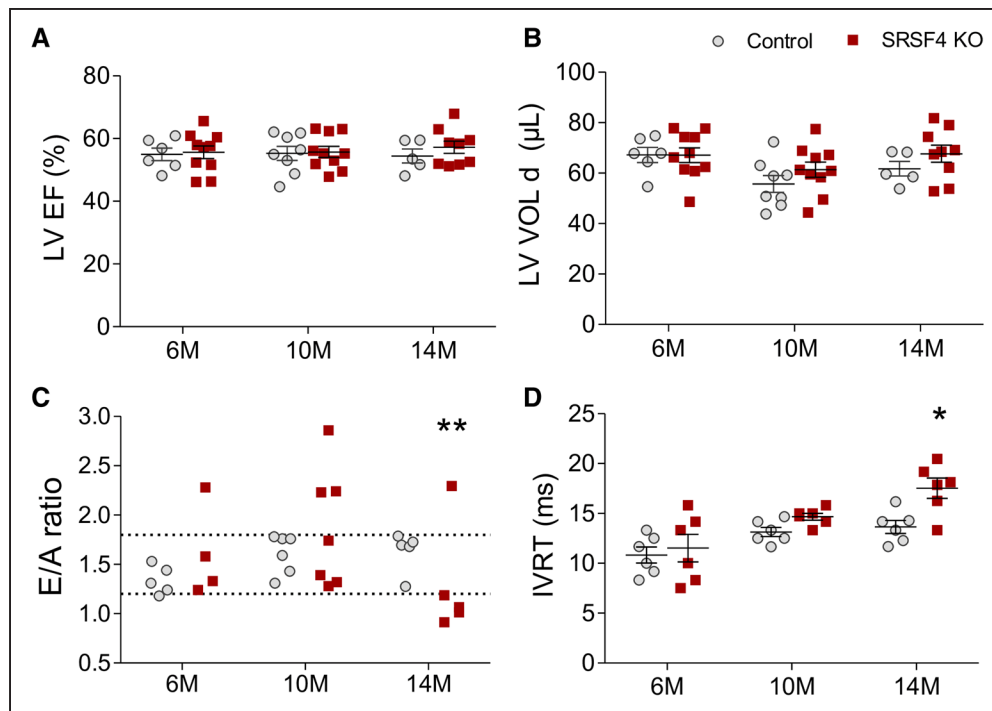 A
LV EF (%)
80
60
40
20
0
6M 10M 14M
B
Control SRSF4 KO
LV VOL d (µL)
100
80
60
40
20
0
6M 10M 14M
C
E/A ratio
3.0
2.5
2.0
1.5
1.0
0.5
**
6M 10M 14M
D
IVRT (ms)
25
20
15
10
5
0
*
6M 10M 14M